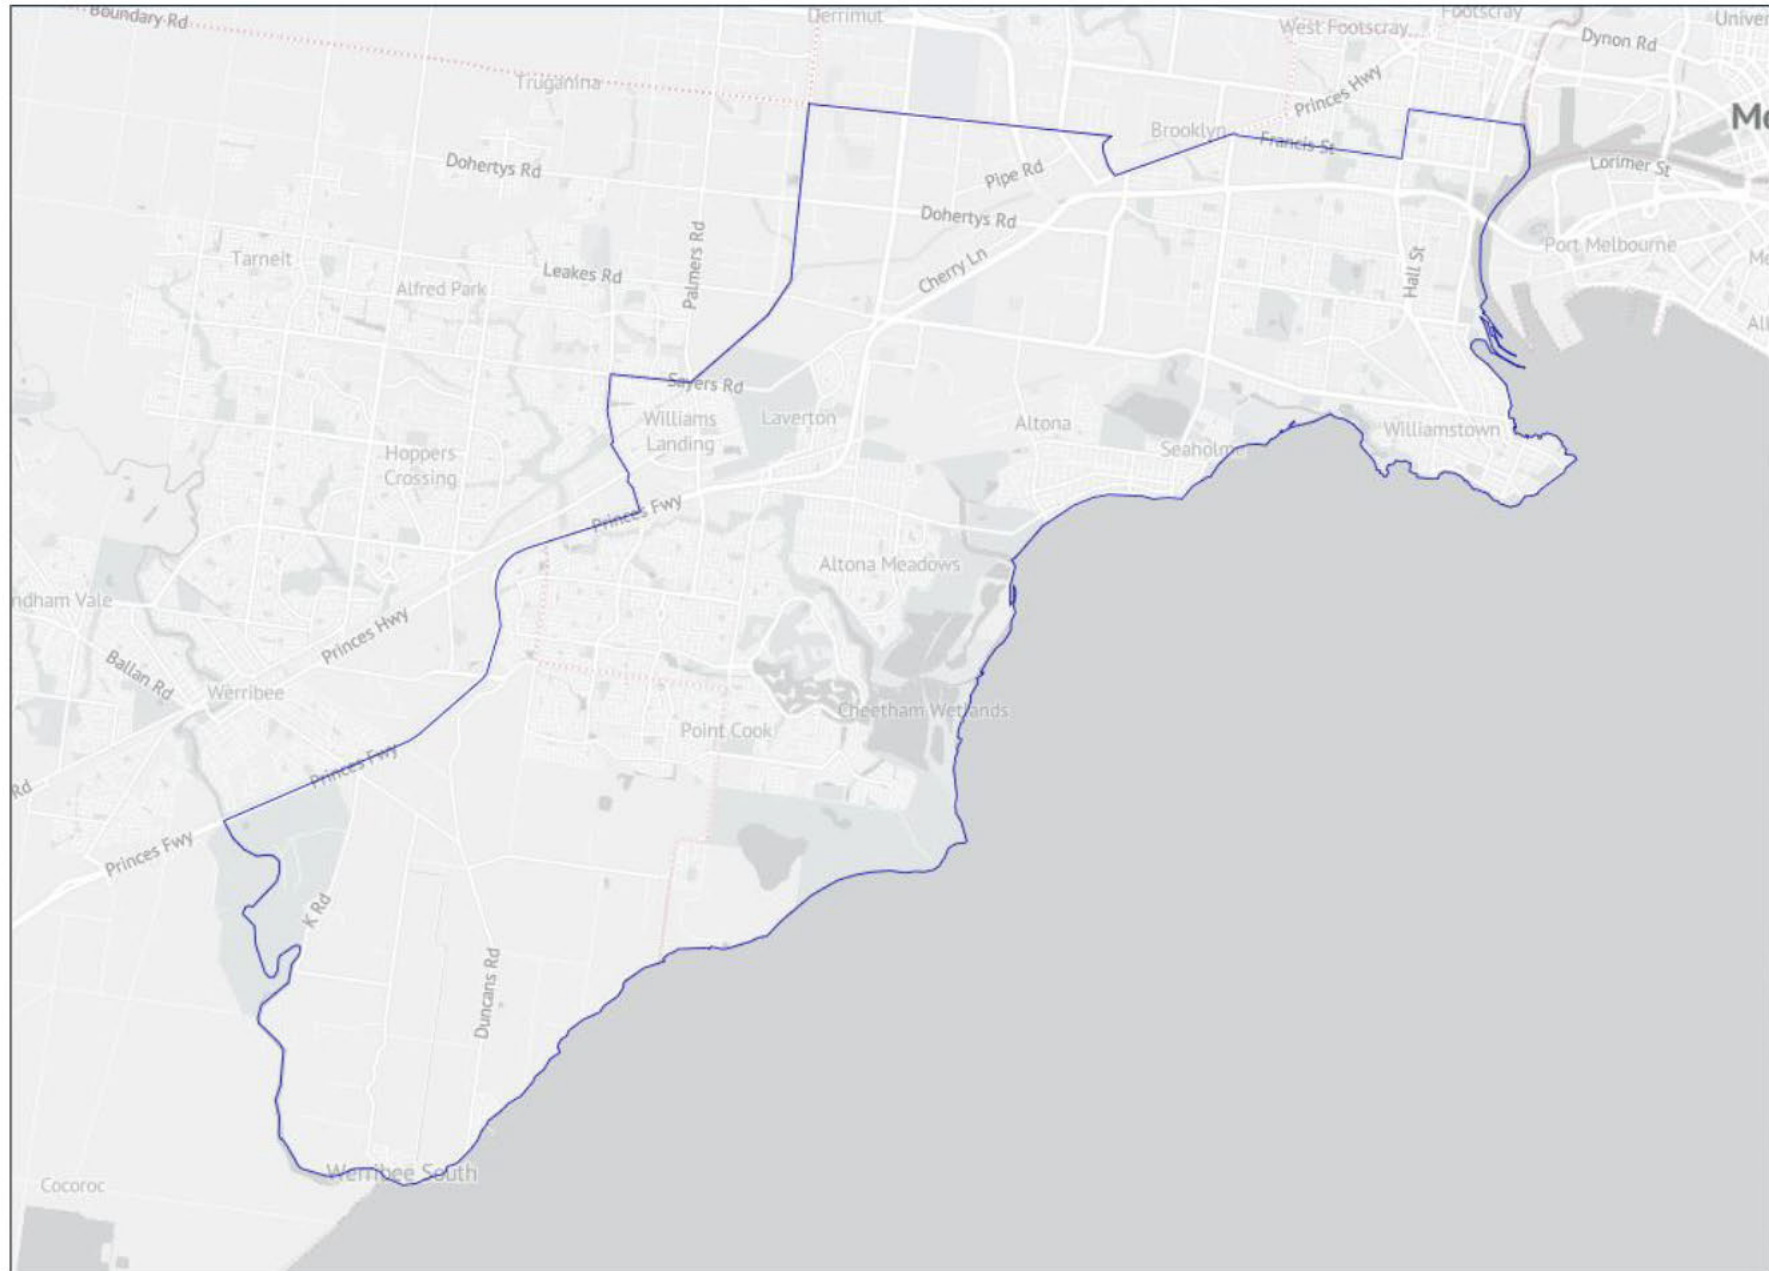 Boundary Rd
Derrimut
Footscray
West Footscray...
Dynon Rd
Truganina
Princes Hwy
Brooklyn
Francis St
Dohertys Rd
Pipe Rd
Lorimer St
Dohertys Rd
Palmers Rd
Tarneit
Leakes Rd
Cherry Ln
Hall St
Port Melbourne
Alfred Park
Sayers Rd
Williams
Landing
Laverton
Altona
Williamstown
Seaholme
Hoppers
Crossing
Princes Fwy
Altona Meadows
ndham Vale
Princes Hwy
Ballan Rd
Werribee
Cheetham Wetlands
Point Cook
Princes Fwy
Rd
Princes Fwy
K Rd
Duncans Rd
Werribee South
Cocoroc